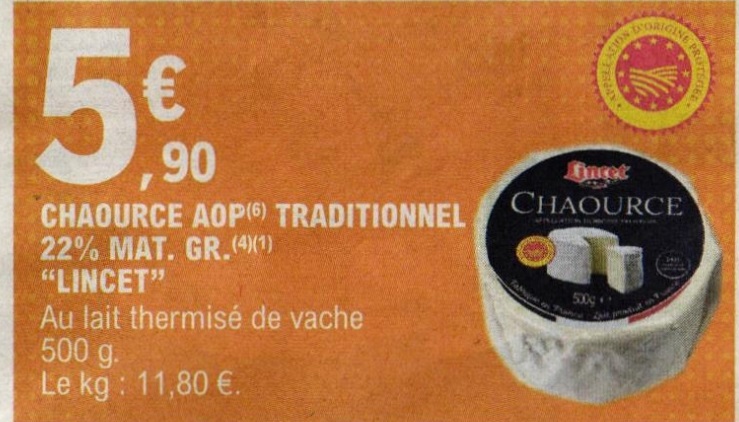 5€,90
CHAOURCE AOP(6) TRADITIONNEL
22% MAT. GR.(4)(1)
“LINCET”
Au lait thermisé de vache
500 g.
Le kg : 11,80 €.
APPELLATION D'ORIGINE PROTÉGÉE
Lincet
CHAOURCE
500g